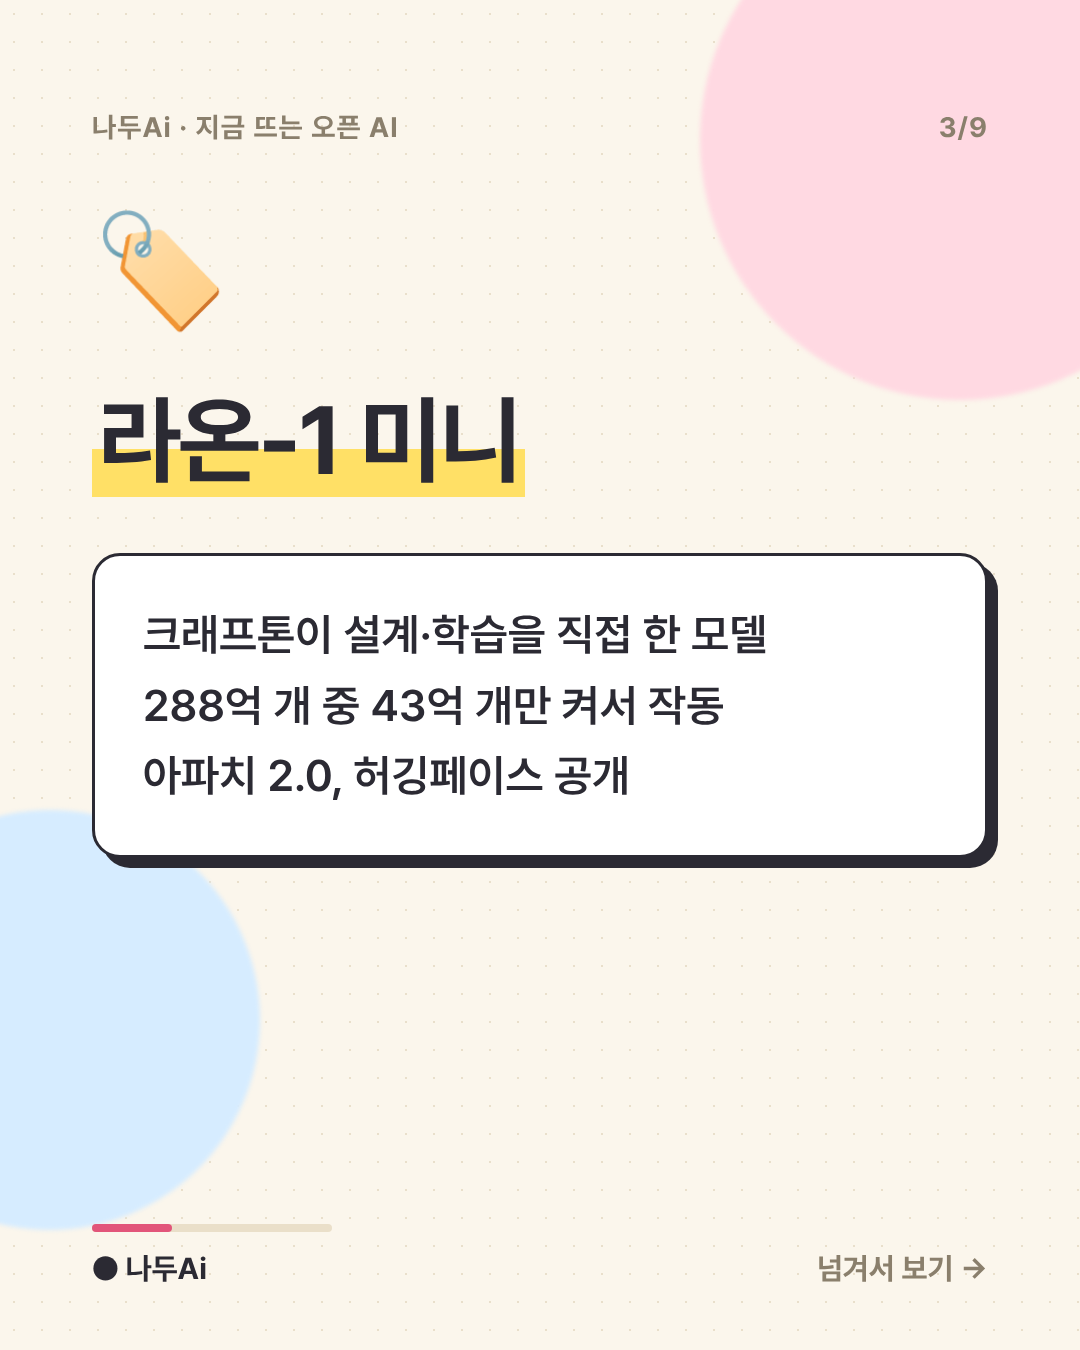 나두Ai · 지금 뜨는 오픈 AI
3/9
라온-1 미니
크래프톤이 설계·학습을 직접 한 모델
288억 개 중 43억 개만 켜서 작동
아파치 2.0, 허깅페이스 공개
● 나두Ai
넘겨서 보기 →